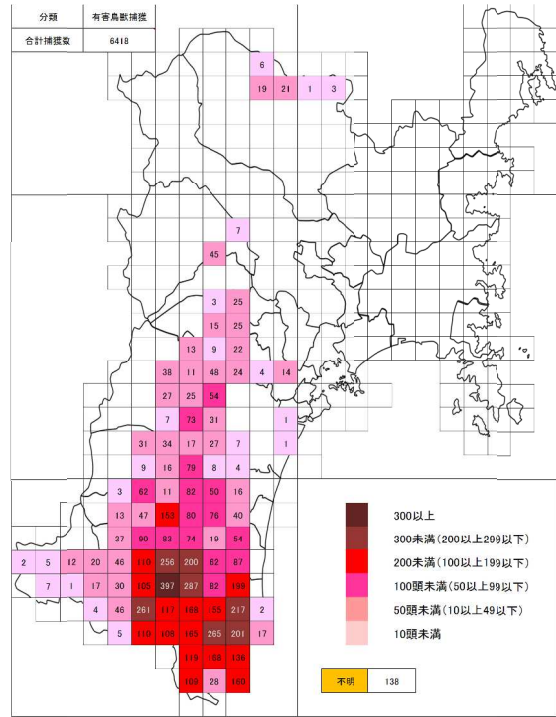 分類 有害鳥獣捕獲
合計捕獲数 6418
6
19 21 1 3
7
45
3 25
15 25
13 9 22
38 11 48 24 4 14
27 25 54
7 73 31 1
31 34 17 27 7 1
9 16 79 8 4
3 62 11 82 50 16
13 47 153 80 76 40
37 90 93 74 19 64
2 5 12 20 46 110 256 200 62 87
7 1 17 30 105 397 287 82 199
4 46 261 117 168 155 217 2
5 110 108 165 265 201 17
119 168 136
109 28 160
300以上
300未満(200以上299以下)
200未満(100以上199以下)
100頭未満(50以上99以下)
50頭未満(10以上49以下)
10頭未満
不明 138